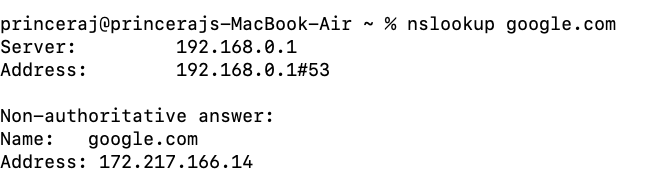 princeraj@princerajs-MacBook-Air ~ % nslookup google.com
Server:		192.168.0.1
Address:	192.168.0.1#53

Non-authoritative answer:
Name:	google.com
Address: 172.217.166.14